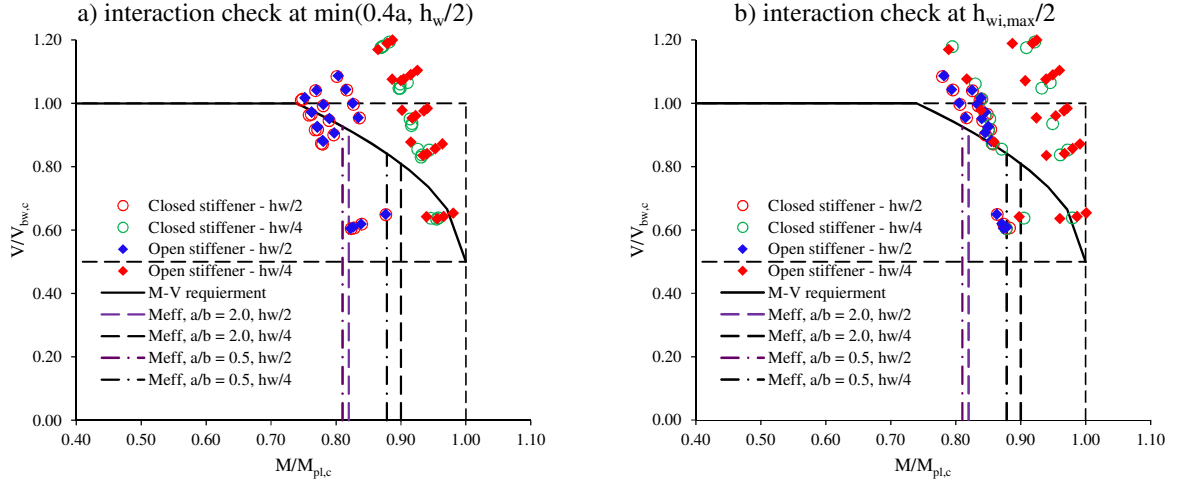 a) interaction check at min(0.4a, h_w/2)
1.20
1.00
0.80
0.60
0.40
0.20
0.00
V/V_bw,c
Closed stiffener - hw/2
Closed stiffener - hw/4
Open stiffener - hw/2
Open stiffener - hw/4
M-V requierment
Meff, a/b = 2.0, hw/2
Meff, a/b = 2.0, hw/4
Meff, a/b = 0.5, hw/2
Meff, a/b = 0.5, hw/4
0.40 0.50 0.60 0.70 0.80 0.90 1.00 1.10
M/M_pl,c
b) interaction check at h_wi,max/2
1.20
1.00
0.80
0.60
0.40
0.20
0.00
V/V_bw,c
Closed stiffener - hw/2
Closed stiffener - hw/4
Open stiffener - hw/2
Open stiffener - hw/4
M-V requierment
Meff, a/b = 2.0, hw/2
Meff, a/b = 2.0, hw/4
Meff, a/b = 0.5, hw/2
Meff, a/b = 0.5, hw/4
0.40 0.50 0.60 0.70 0.80 0.90 1.00 1.10
M/M_pl,c